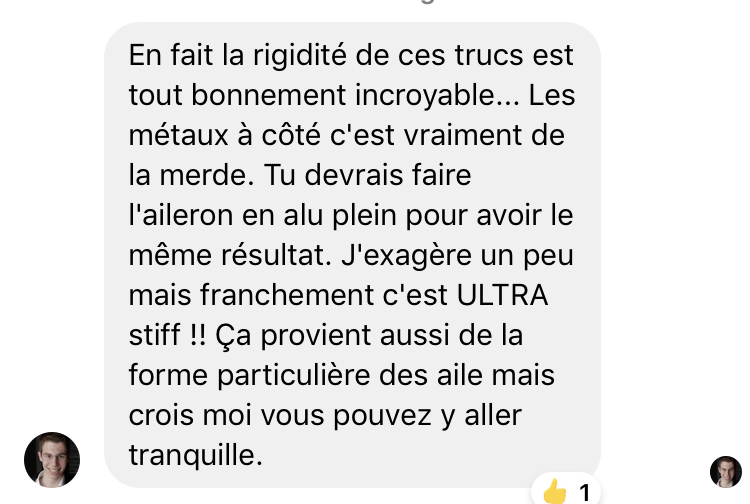 En fait la rigidité de ces trucs est
tout bonnement incroyable... Les
métaux à côté c'est vraiment de
la merde. Tu devrais faire
l'aileron en alu plein pour avoir le
même résultat. J'exagère un peu
mais franchement c'est ULTRA
stiff !! Ça provient aussi de la
forme particulière des aile mais
crois moi vous pouvez y aller
tranquille.
1